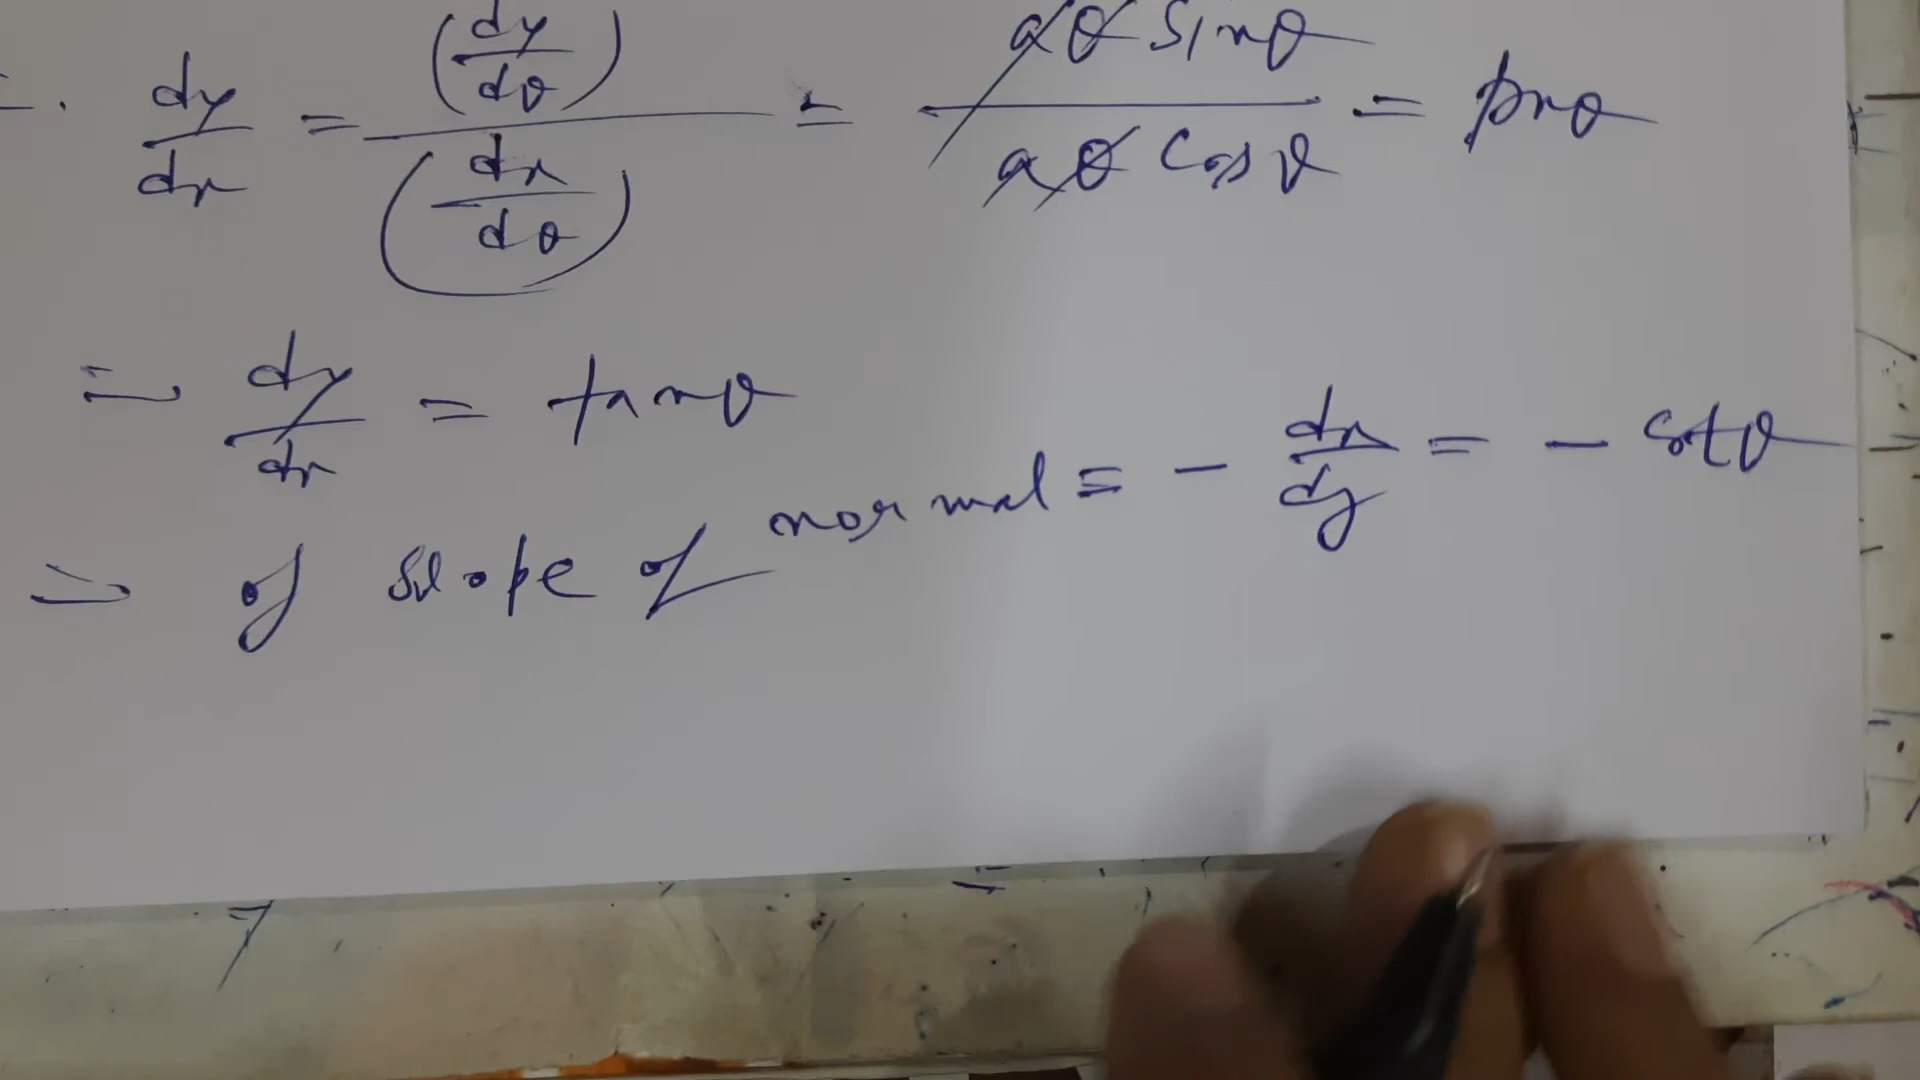 ∴ dy/dx = (dy/dθ)/(dx/dθ) = aθ sinθ/aθ cosθ = tanθ
⇒ dy/dx = tanθ
⇒ of slope of normal = - dx/dy = - cotθ